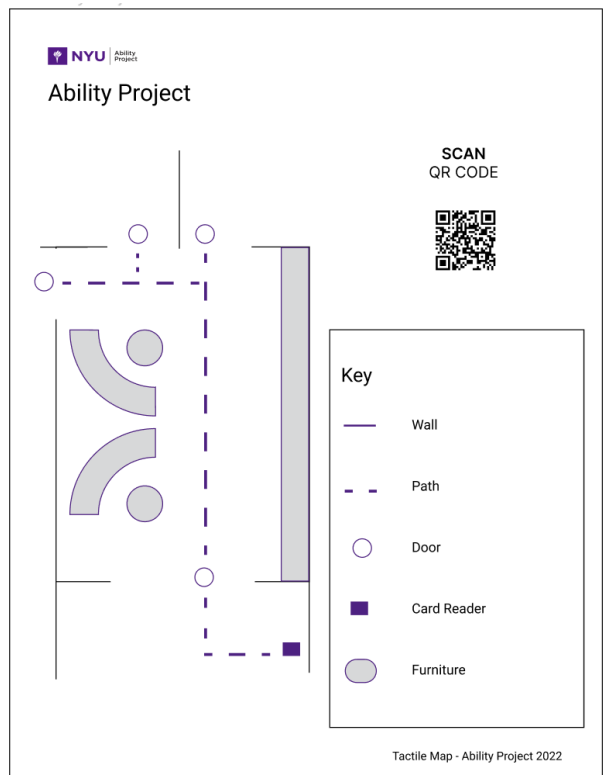 NYU
Ability
Project
Ability Project
SCAN
QR CODE
Key
Wall
Path
Door
Card Reader
Furniture
Tactile Map - Ability Project 2022